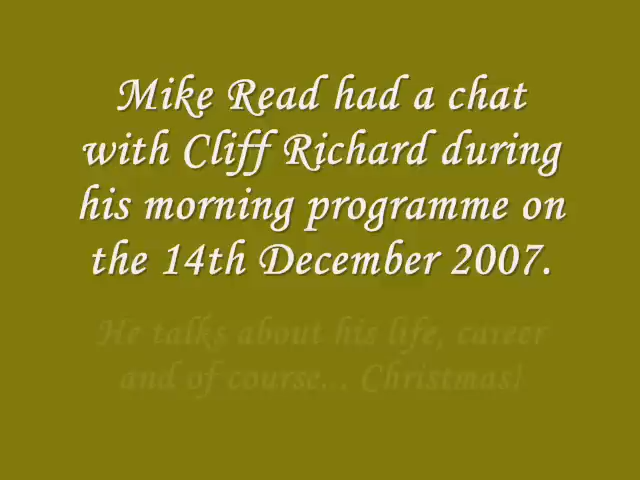 Mike Read had a chat
with Cliff Richard during
his morning programme on
the 14th December 2007.
He talks about his life, career
and of course... Christmas!